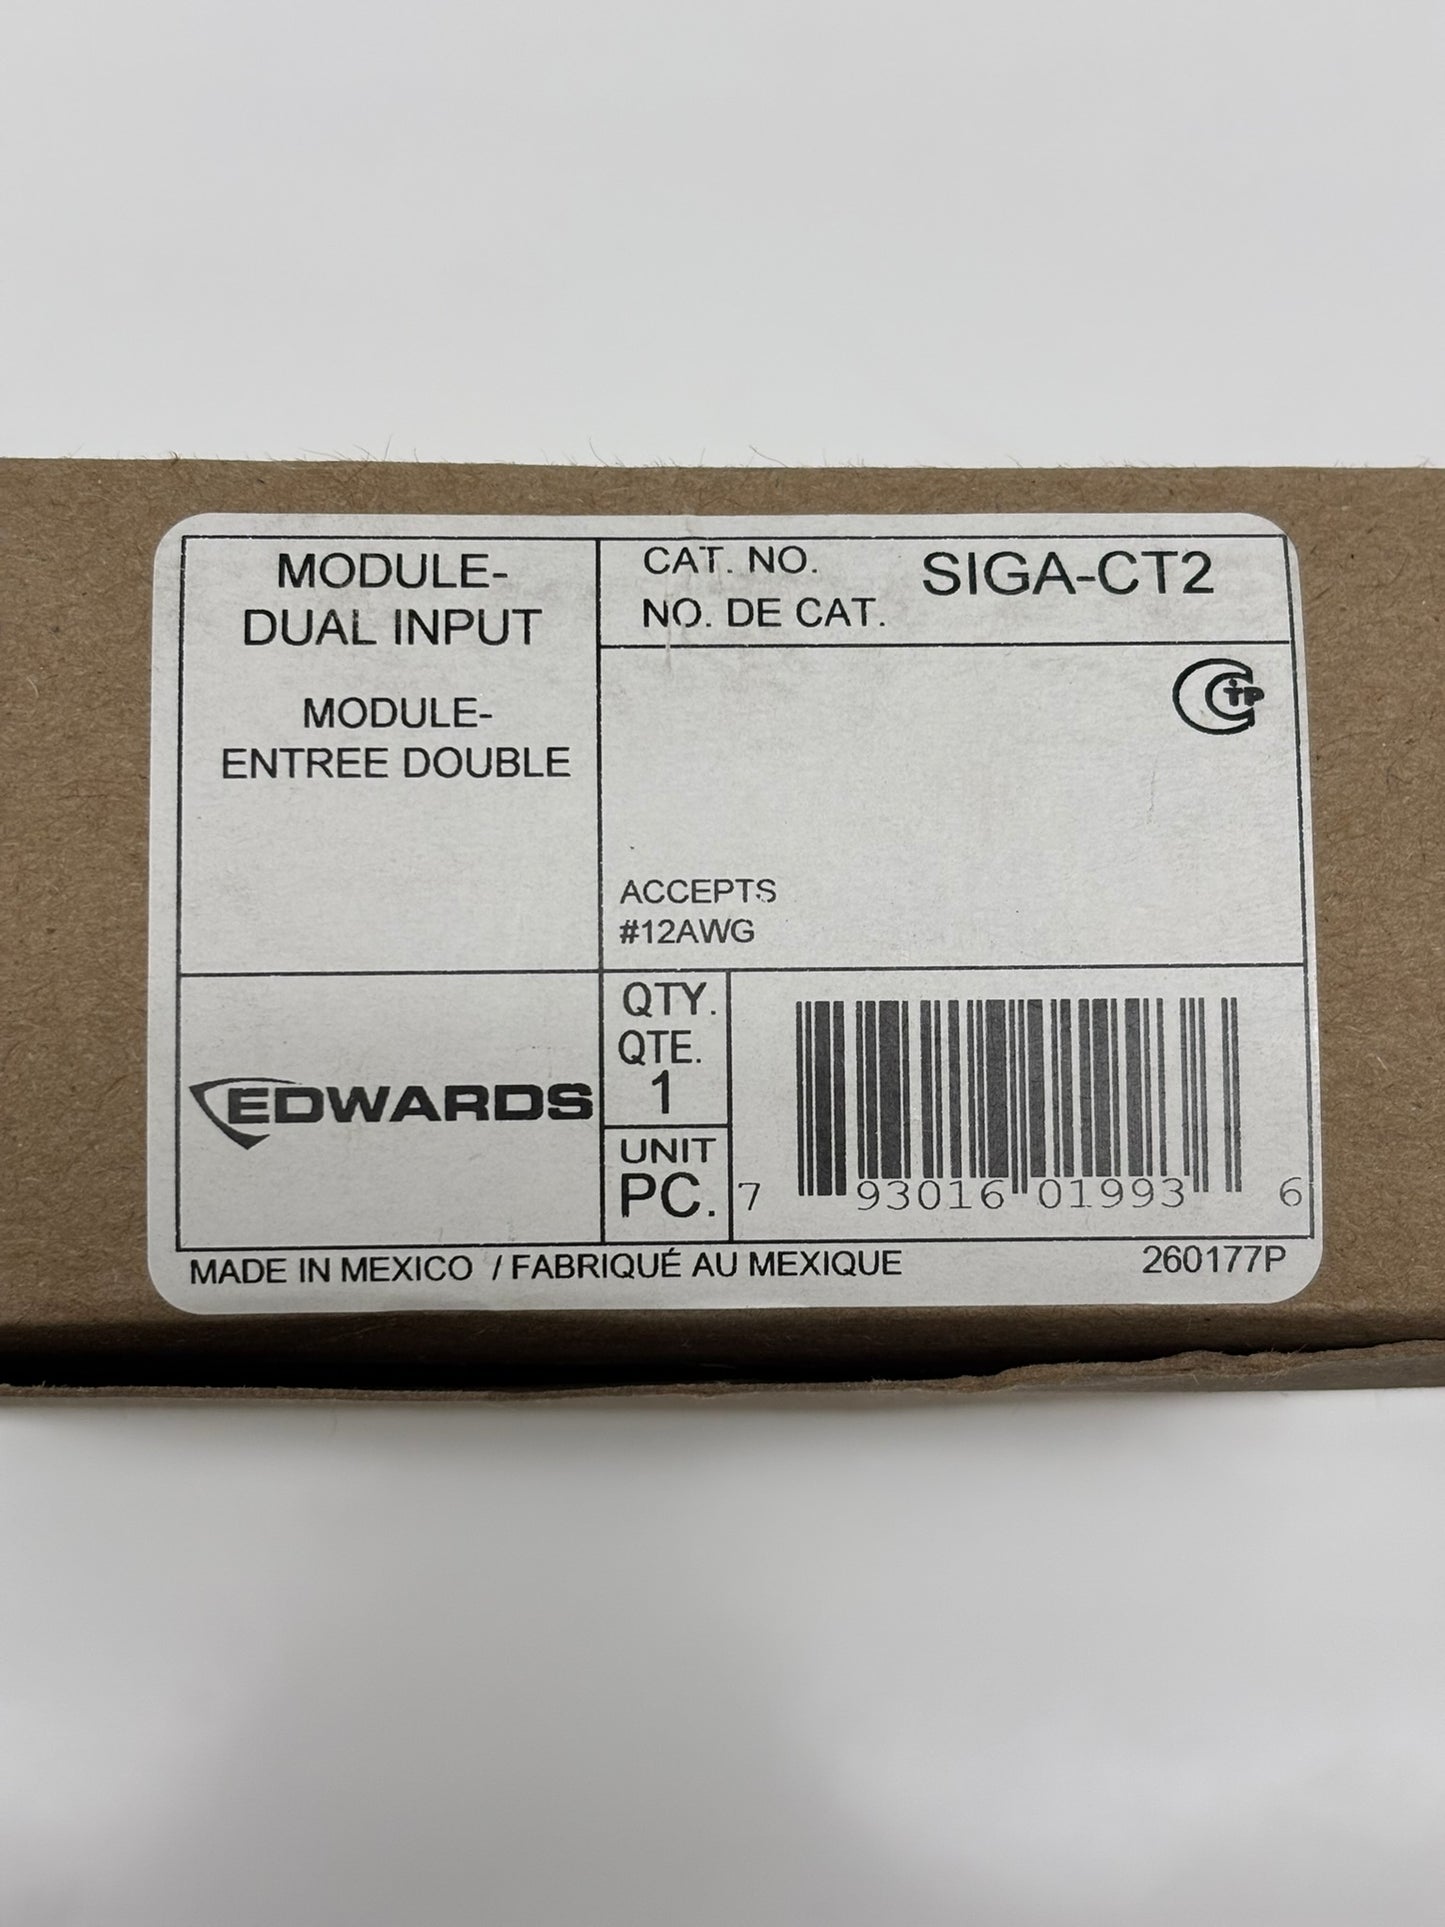 MODULE-
DUAL INPUT
MODULE-
ENTREE DOUBLE
CAT. NO.
NO. DE CAT.
SIGA-CT2
ACCEPTS
#12AWG
EDWARDS
QTY.
QTE.
1
UNIT
PC.
7 93016 01993 6
MADE IN MEXICO / FABRIQUÉ AU MEXIQUE
260177P